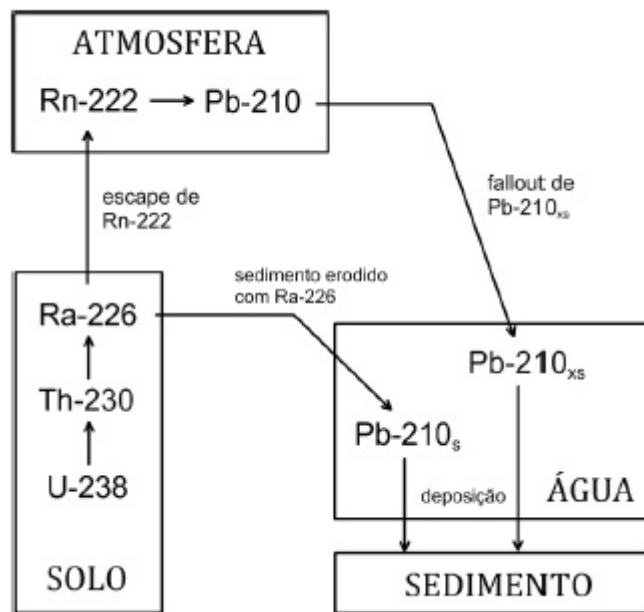 ATMOSFERA
Rn-222 → Pb-210
escape de
Rn-222
fallout de
Pb-210xs
sedimento erodido
com Ra-226
Ra-226
Th-230
U-238
SOLO
Pb-210xs
Pb-210s
deposição
ÁGUA
SEDIMENTO